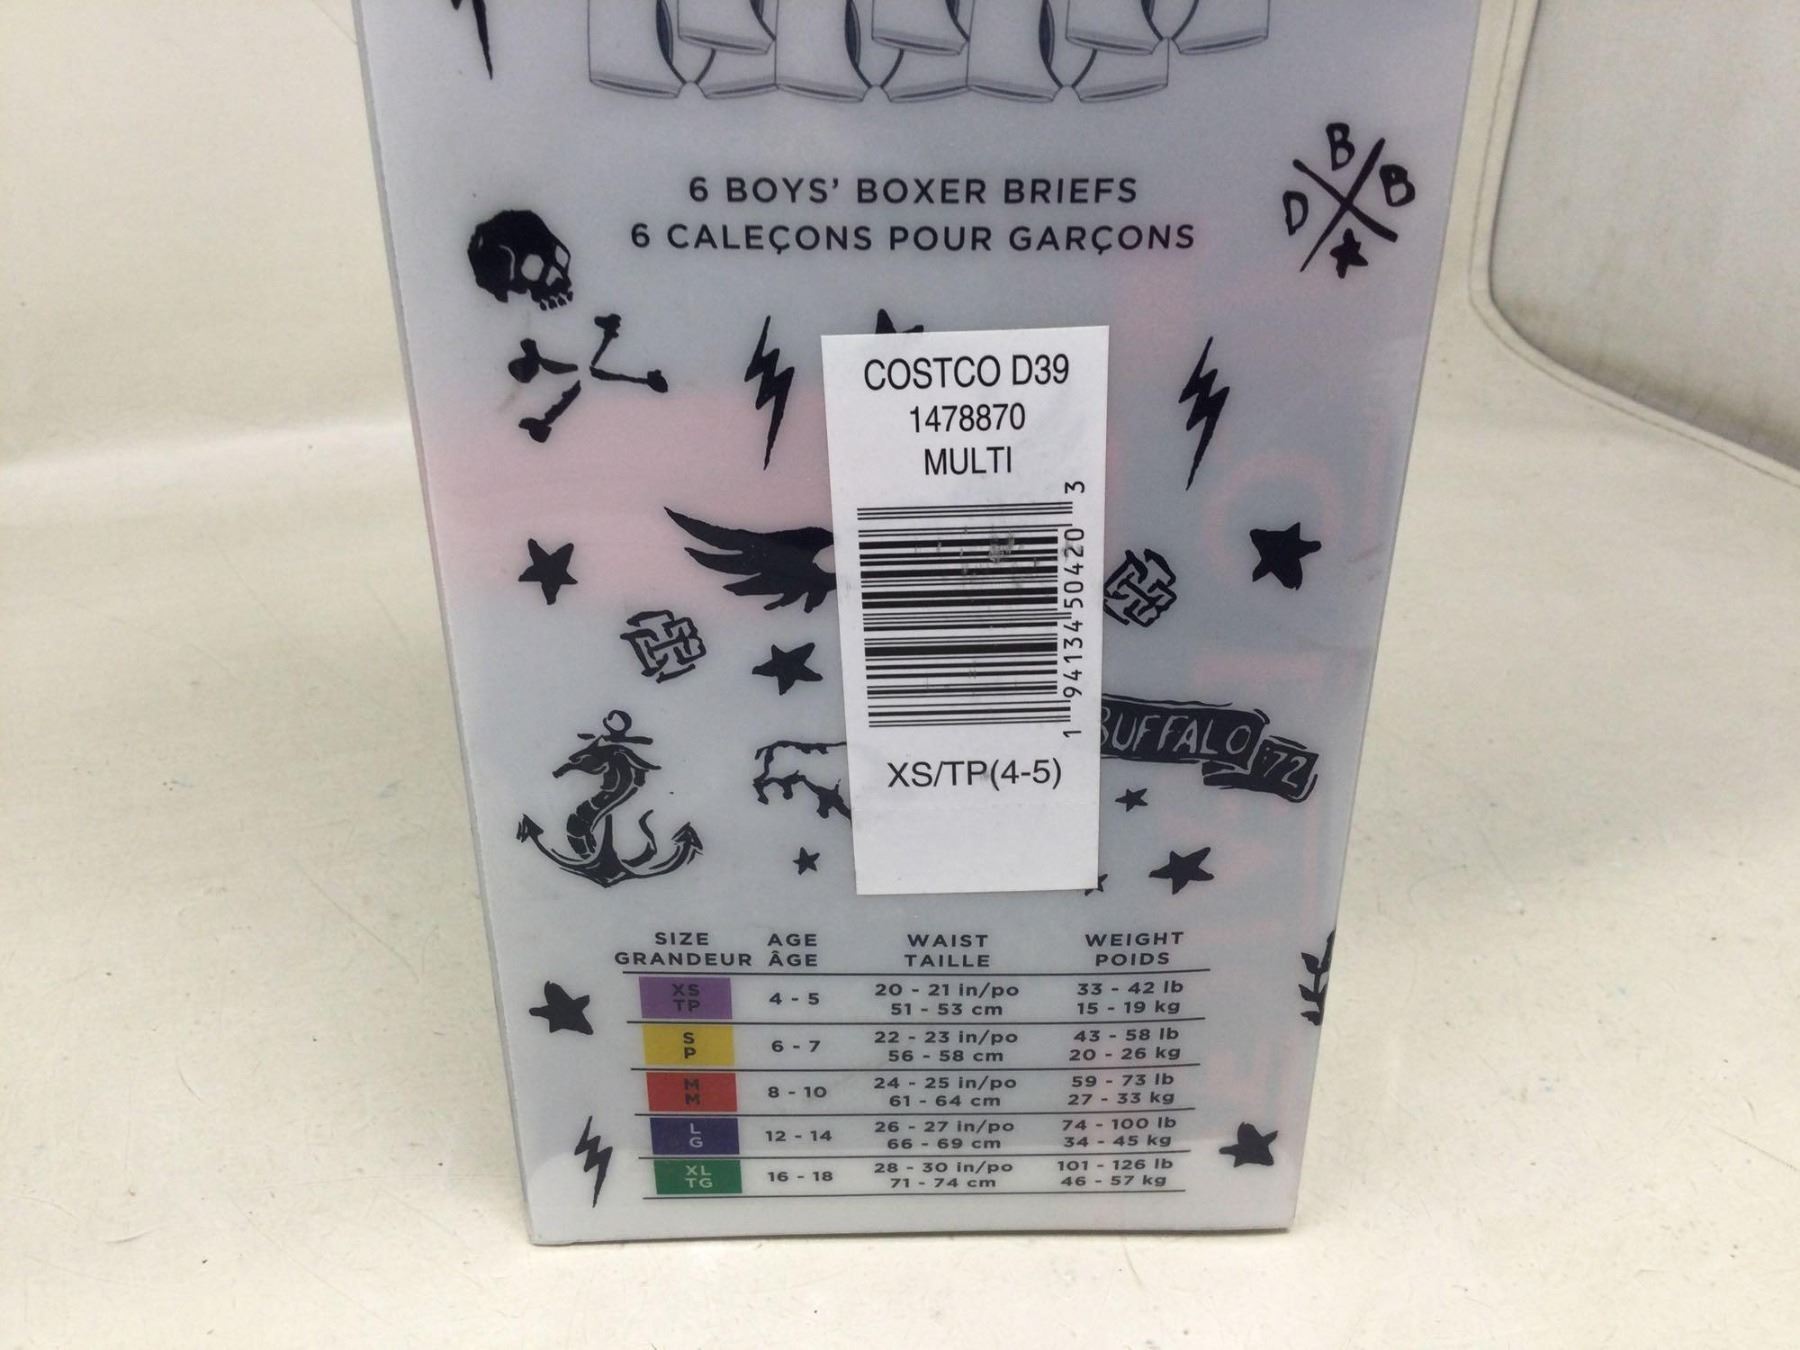 6 BOYS' BOXER BRIEFS
6 CALEÇONS POUR GARÇONS
B
D B
COSTCO D39
1478870
MULTI
1 94134 50420 3
XS/TP(4-5)
BUFFALO 72
SIZE AGE WAIST WEIGHT
GRANDEUR ÂGE TAILLE POIDS
XS 4 - 5 20 - 21 in/po 33 - 42 lb
TP 51 - 53 cm 15 - 19 kg
S 6 - 7 22 - 23 in/po 43 - 58 lb
P 56 - 58 cm 20 - 26 kg
M 8 - 10 24 - 25 in/po 59 - 73 lb
M 61 - 64 cm 27 - 33 kg
L 12 - 14 26 - 27 in/po 74 - 100 lb
G 66 - 69 cm 34 - 45 kg
XL 16 - 18 28 - 30 in/po 101 - 126 lb
TG 71 - 74 cm 46 - 57 kg